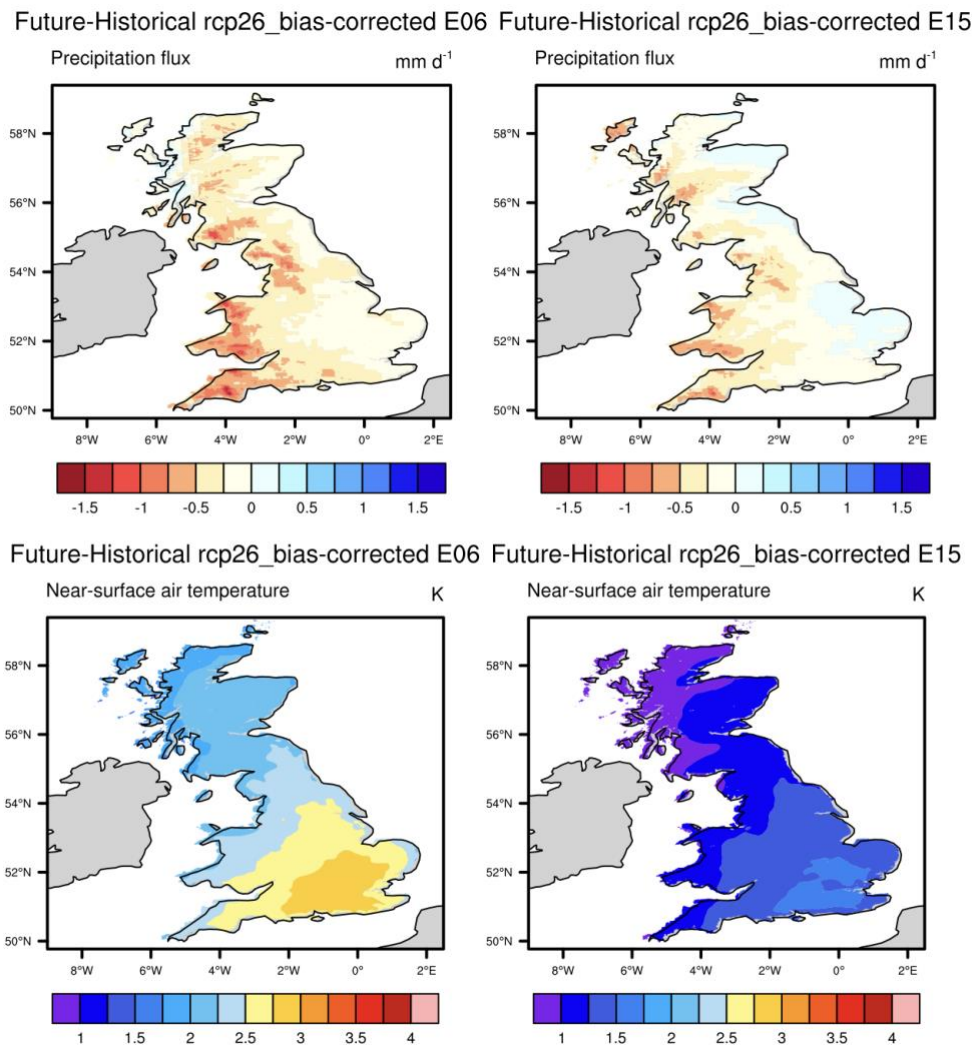 Future-Historical rcp26_bias-corrected E06 Future-Historical rcp26_bias-corrected E15
Precipitation flux mm d⁻¹ Precipitation flux mm d⁻¹
58°N 58°N
56°N 56°N
54°N 54°N
52°N 52°N
50°N 50°N
8°W 6°W 4°W 2°W 0° 2°E 8°W 6°W 4°W 2°W 0° 2°E
-1.5 -1 -0.5 0 0.5 1 1.5 -1.5 -1 -0.5 0 0.5 1 1.5
Future-Historical rcp26_bias-corrected E06 Future-Historical rcp26_bias-corrected E15
Near-surface air temperature K Near-surface air temperature K
58°N 58°N
56°N 56°N
54°N 54°N
52°N 52°N
50°N 50°N
8°W 6°W 4°W 2°W 0° 2°E 8°W 6°W 4°W 2°W 0° 2°E
1 1.5 2 2.5 3 3.5 4 1 1.5 2 2.5 3 3.5 4